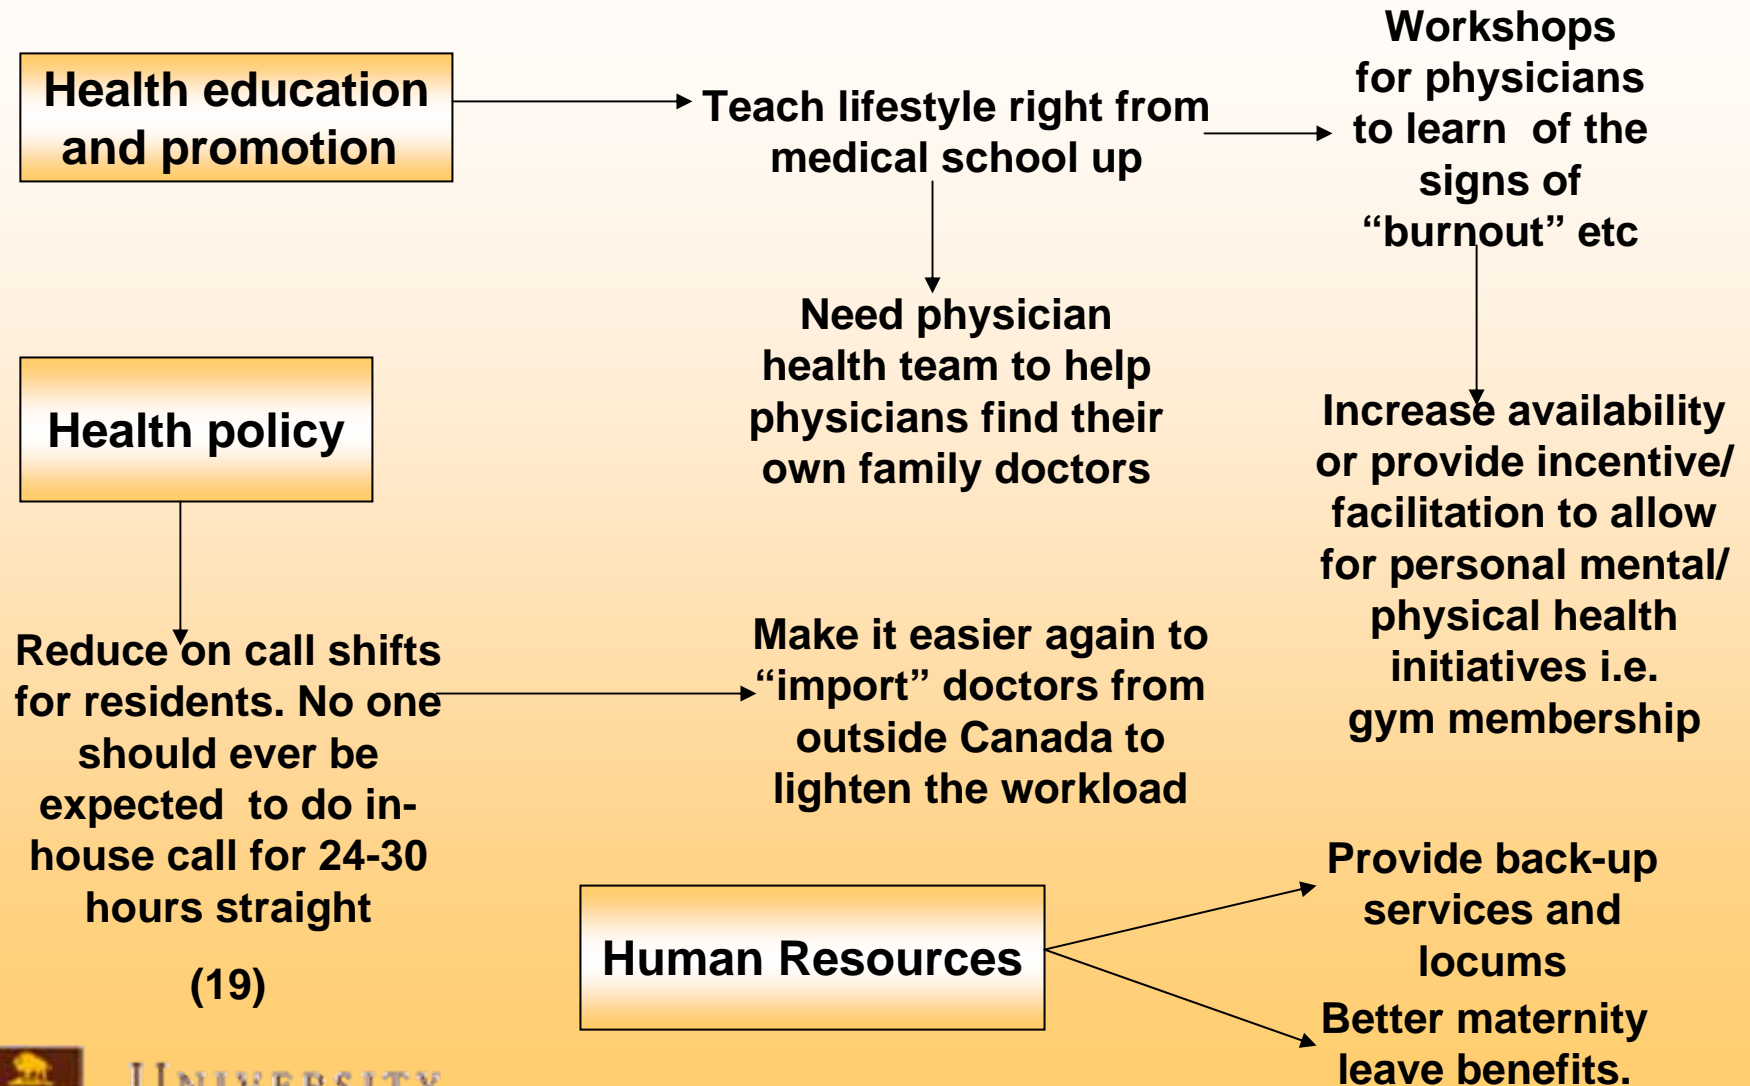 Health education
and promotion
Teach lifestyle right from
medical school up
Workshops
for physicians
to learn of the
signs of
“burnout” etc
Need physician
health team to help
physicians find their
own family doctors
Increase availability
or provide incentive/
facilitation to allow
for personal mental/
physical health
initiatives i.e.
gym membership
Health policy
Reduce on call shifts
for residents. No one
should ever be
expected to do in-
house call for 24-30
hours straight
(19)
Make it easier again to
“import” doctors from
outside Canada to
lighten the workload
Human Resources
Provide back-up
services and
locums
Better maternity
leave benefits.
UNIVERSITY